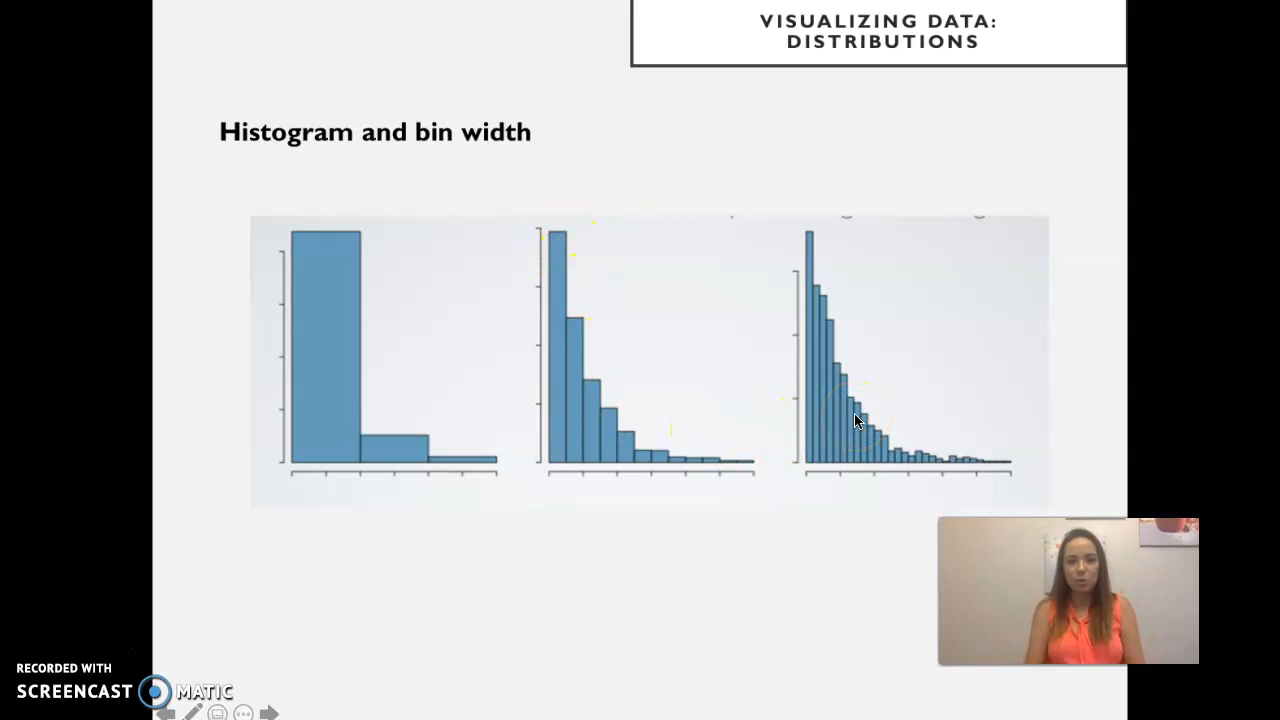 VISUALIZING DATA:
DISTRIBUTIONS
Histogram and bin width
RECORDED WITH
SCREENCAST MATIC